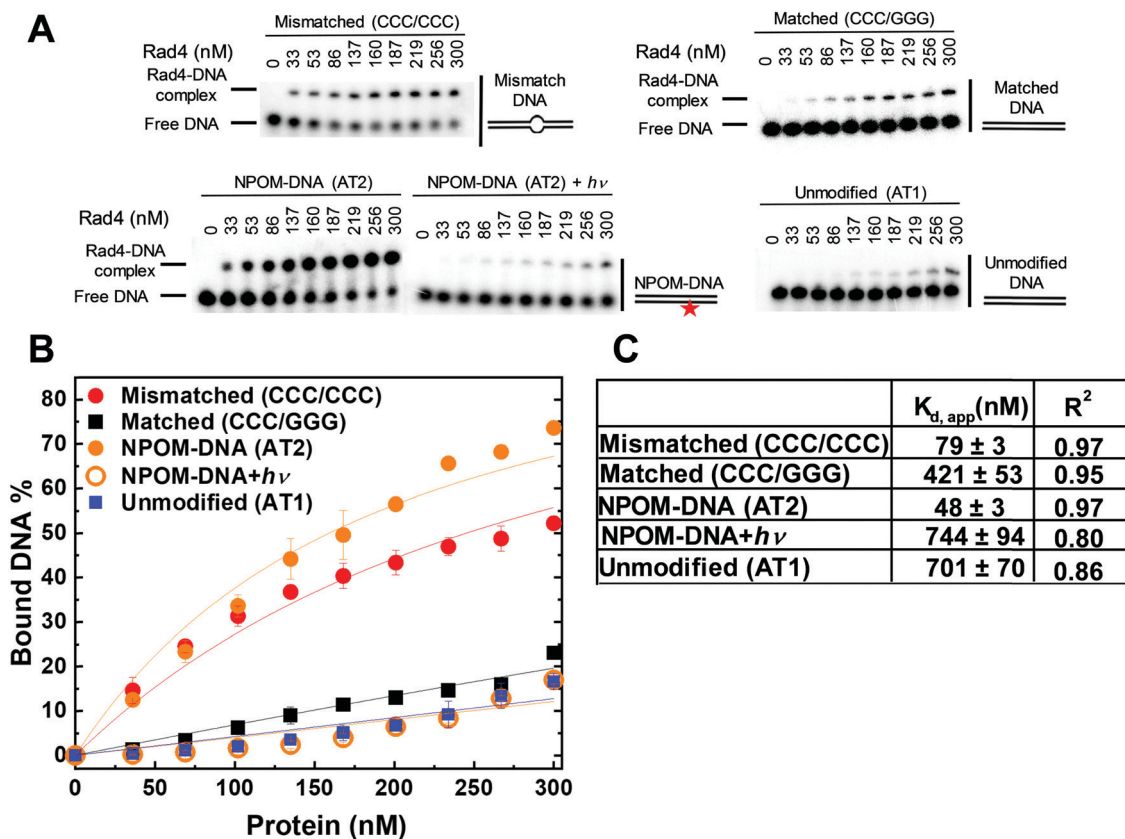 A
Mismatched (CCC/CCC)
Rad4 (nM)
0 33 53 86 137 160 187 219 256 300
Rad4-DNA
complex
Free DNA
Mismatch
DNA
Matched (CCC/GGG)
Rad4 (nM)
0 33 53 86 137 160 187 219 256 300
Rad4-DNA
complex
Free DNA
Matched
DNA
NPOM-DNA (AT2)
NPOM-DNA (AT2) + hν
Rad4 (nM)
0 33 53 86 137 160 187 219 256 300
0 33 53 86 137 160 187 219 256 300
Rad4-DNA
complex
Free DNA
NPOM-DNA
Unmodified (AT1)
0 33 53 86 137 160 187 219 256 300
Unmodified
DNA
B
Mismatched (CCC/CCC)
Matched (CCC/GGG)
NPOM-DNA (AT2)
NPOM-DNA+hν
Unmodified (AT1)
Bound DNA %
80
70
60
50
40
30
20
10
0
0 50 100 150 200 250 300
Protein (nM)
C
Kd, app(nM) R²
Mismatched (CCC/CCC) 79 ± 3 0.97
Matched (CCC/GGG) 421 ± 53 0.95
NPOM-DNA (AT2) 48 ± 3 0.97
NPOM-DNA+hν 744 ± 94 0.80
Unmodified (AT1) 701 ± 70 0.86